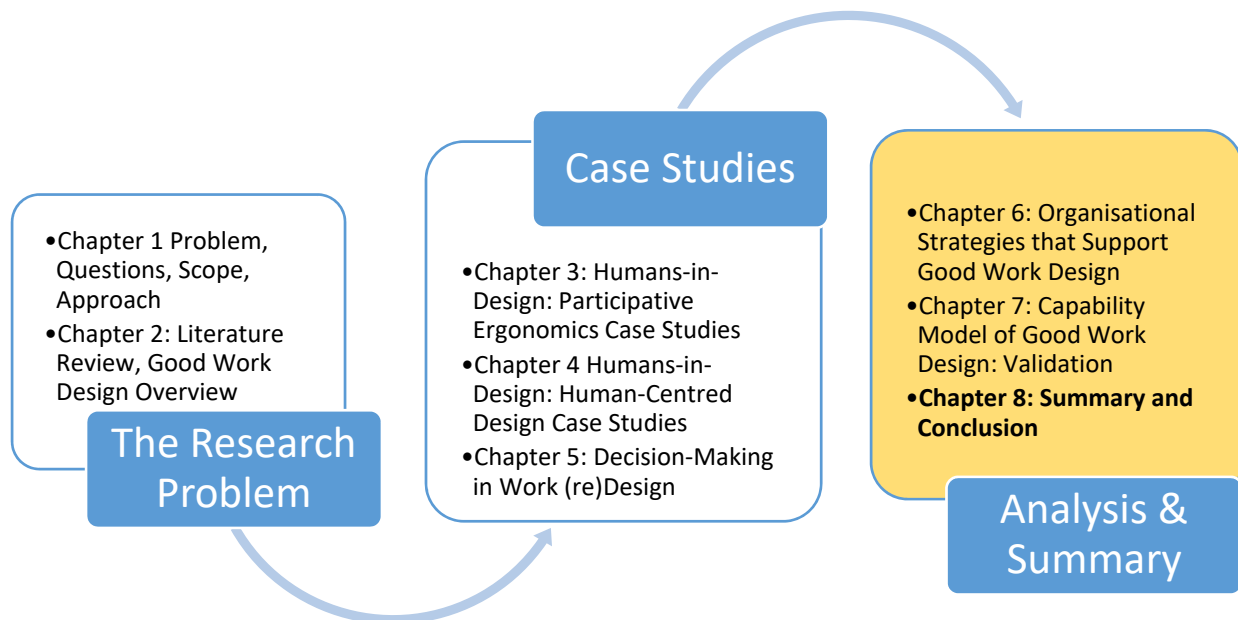 •Chapter 1 Problem,
Questions, Scope,
Approach
•Chapter 2: Literature
Review, Good Work
Design Overview
The Research
Problem
Case Studies
•Chapter 3: Humans-in-
Design: Participative
Ergonomics Case Studies
•Chapter 4 Humans-in-
Design: Human-Centred
Design Case Studies
•Chapter 5: Decision-Making
in Work (re)Design
•Chapter 6: Organisational
Strategies that Support
Good Work Design
•Chapter 7: Capability
Model of Good Work
Design: Validation
•Chapter 8: Summary and
Conclusion
Analysis &
Summary